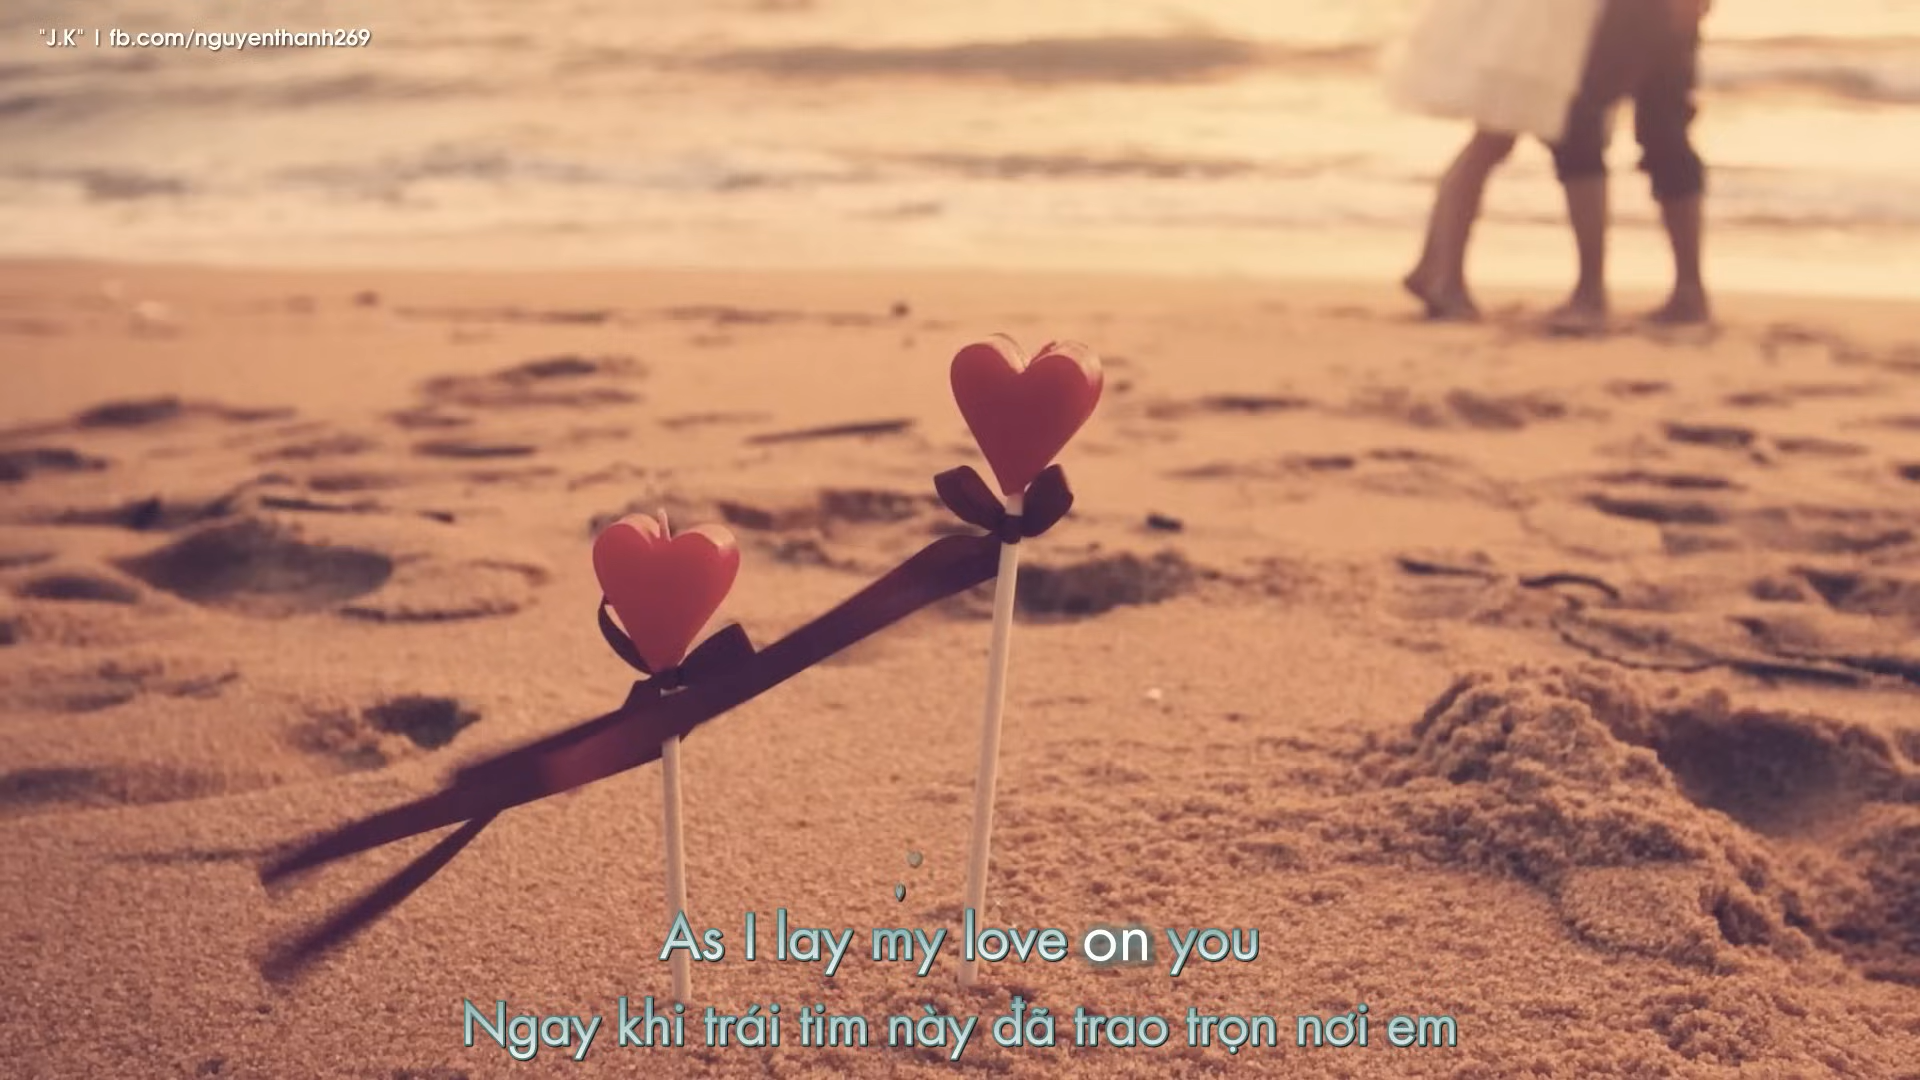 "J.K" | fb.com/nguyenthanh269
As I lay my love on you
Ngay khi trái tim này đã trao trọn nơi em